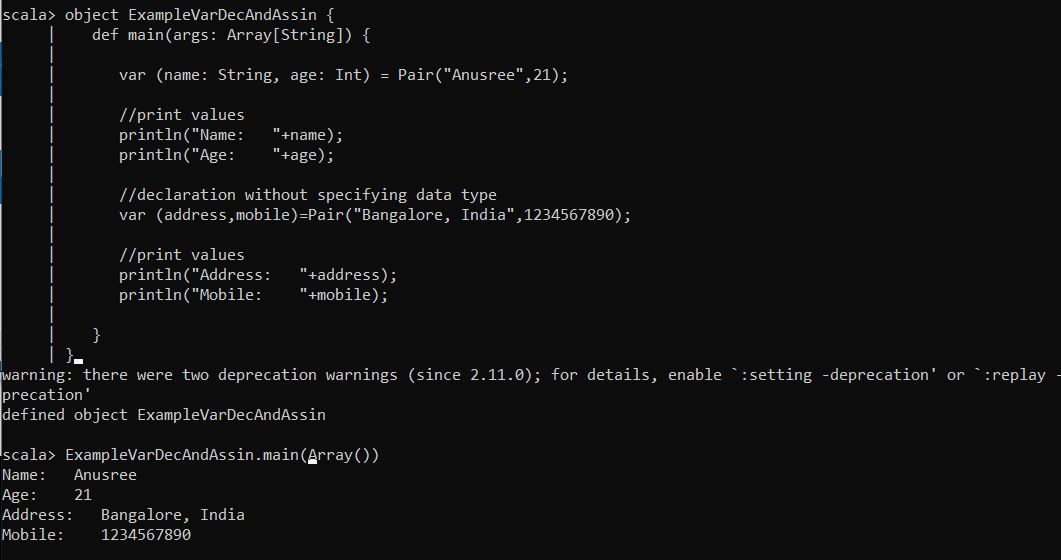 scala> object ExampleVarDecAndAssin {
     |    def main(args: Array[String]) {
     |
     |       var (name: String, age: Int) = Pair("Anusree",21);
     |
     |       //print values
     |       println("Name:   "+name);
     |       println("Age:    "+age);
     |
     |       //declaration without specifying data type
     |       var (address,mobile)=Pair("Bangalore, India",1234567890);
     |
     |       //print values
     |       println("Address:   "+address);
     |       println("Mobile:    "+mobile);
     |
     |    }
     | }
warning: there were two deprecation warnings (since 2.11.0); for details, enable `:setting -deprecation' or `:replay -
precation'
defined object ExampleVarDecAndAssin

scala> ExampleVarDecAndAssin.main(Array())
Name:   Anusree
Age:    21
Address:   Bangalore, India
Mobile:    1234567890